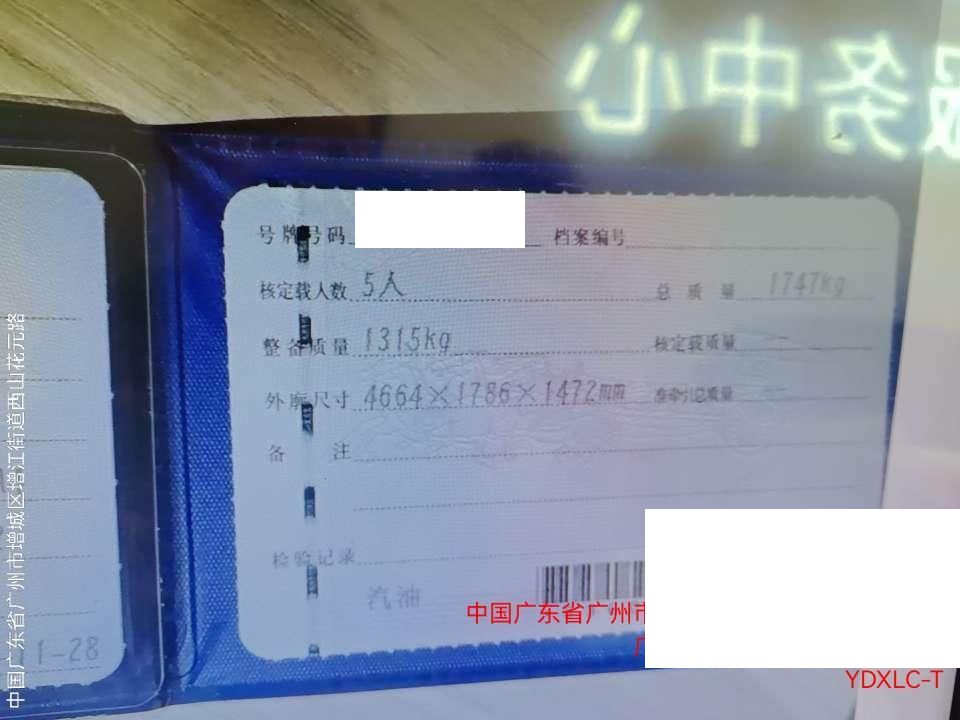 服务中心
号牌号码 档案编号
核定载人数 5人 总质量 1747kg
整备质量 1315kg 核定载质量 --
外廓尺寸 4664×1786×1472mm 准牵引总质量 --
备注
检验记录
汽油
中国广东省广州市
YDXLC-T
11-28
中国广东省广州市增城区增江街道西山花元路